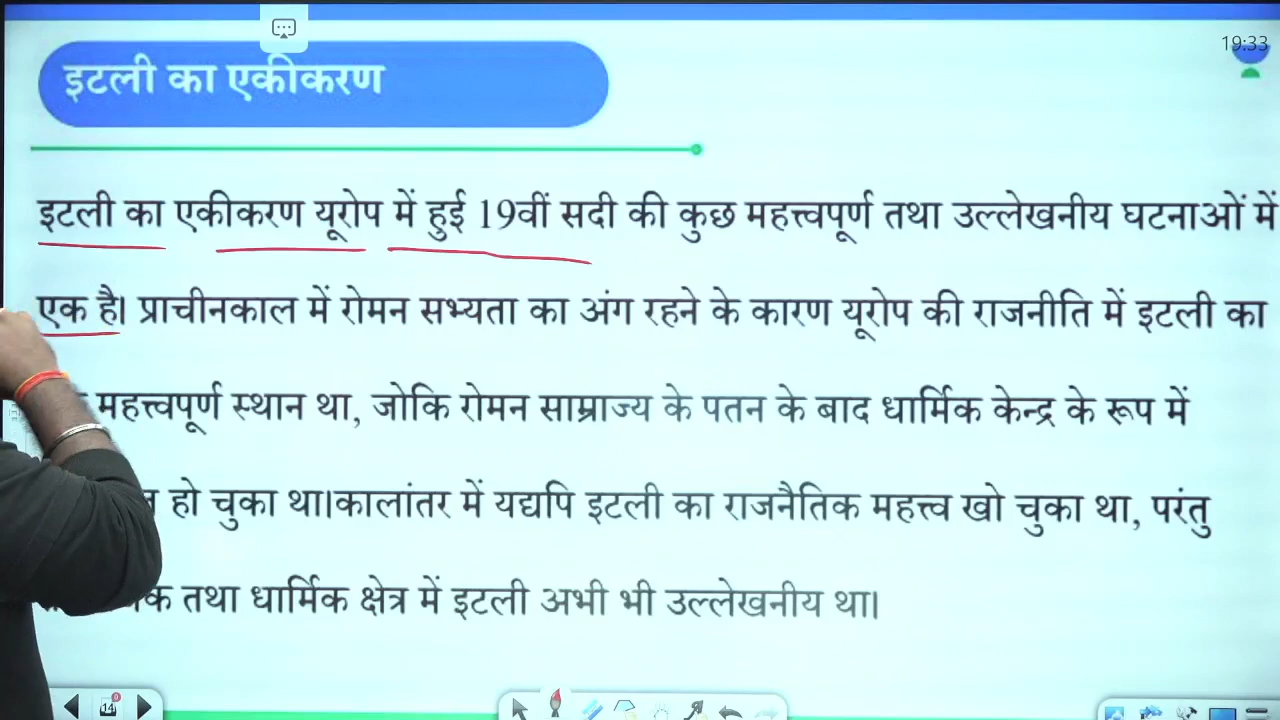 19:33
इटली का एकीकरण
इटली का एकीकरण यूरोप में हुई 19वीं सदी की कुछ महत्त्वपूर्ण तथा उल्लेखनीय घटनाओं में
एक है। प्राचीनकाल में रोमन सभ्यता का अंग रहने के कारण यूरोप की राजनीति में इटली का
महत्त्वपूर्ण स्थान था, जोकि रोमन साम्राज्य के पतन के बाद धार्मिक केन्द्र के रूप में
हो चुका था।कालांतर में यद्यपि इटली का राजनैतिक महत्त्व खो चुका था, परंतु
तथा धार्मिक क्षेत्र में इटली अभी भी उल्लेखनीय था।
14